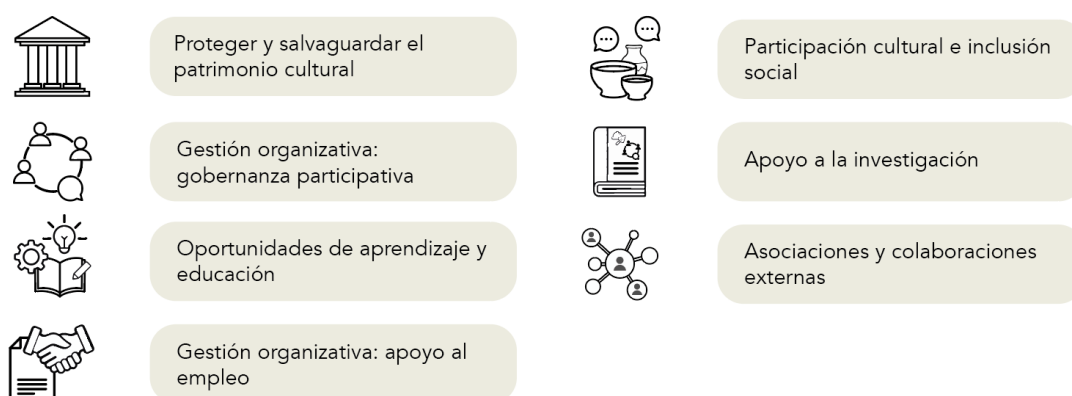 Proteger y salvaguardar el
patrimonio cultural
Gestión organizativa:
gobernanza participativa
Oportunidades de aprendizaje y
educación
Gestión organizativa: apoyo al
empleo
Participación cultural e inclusión
social
Apoyo a la investigación
Asociaciones y colaboraciones
externas